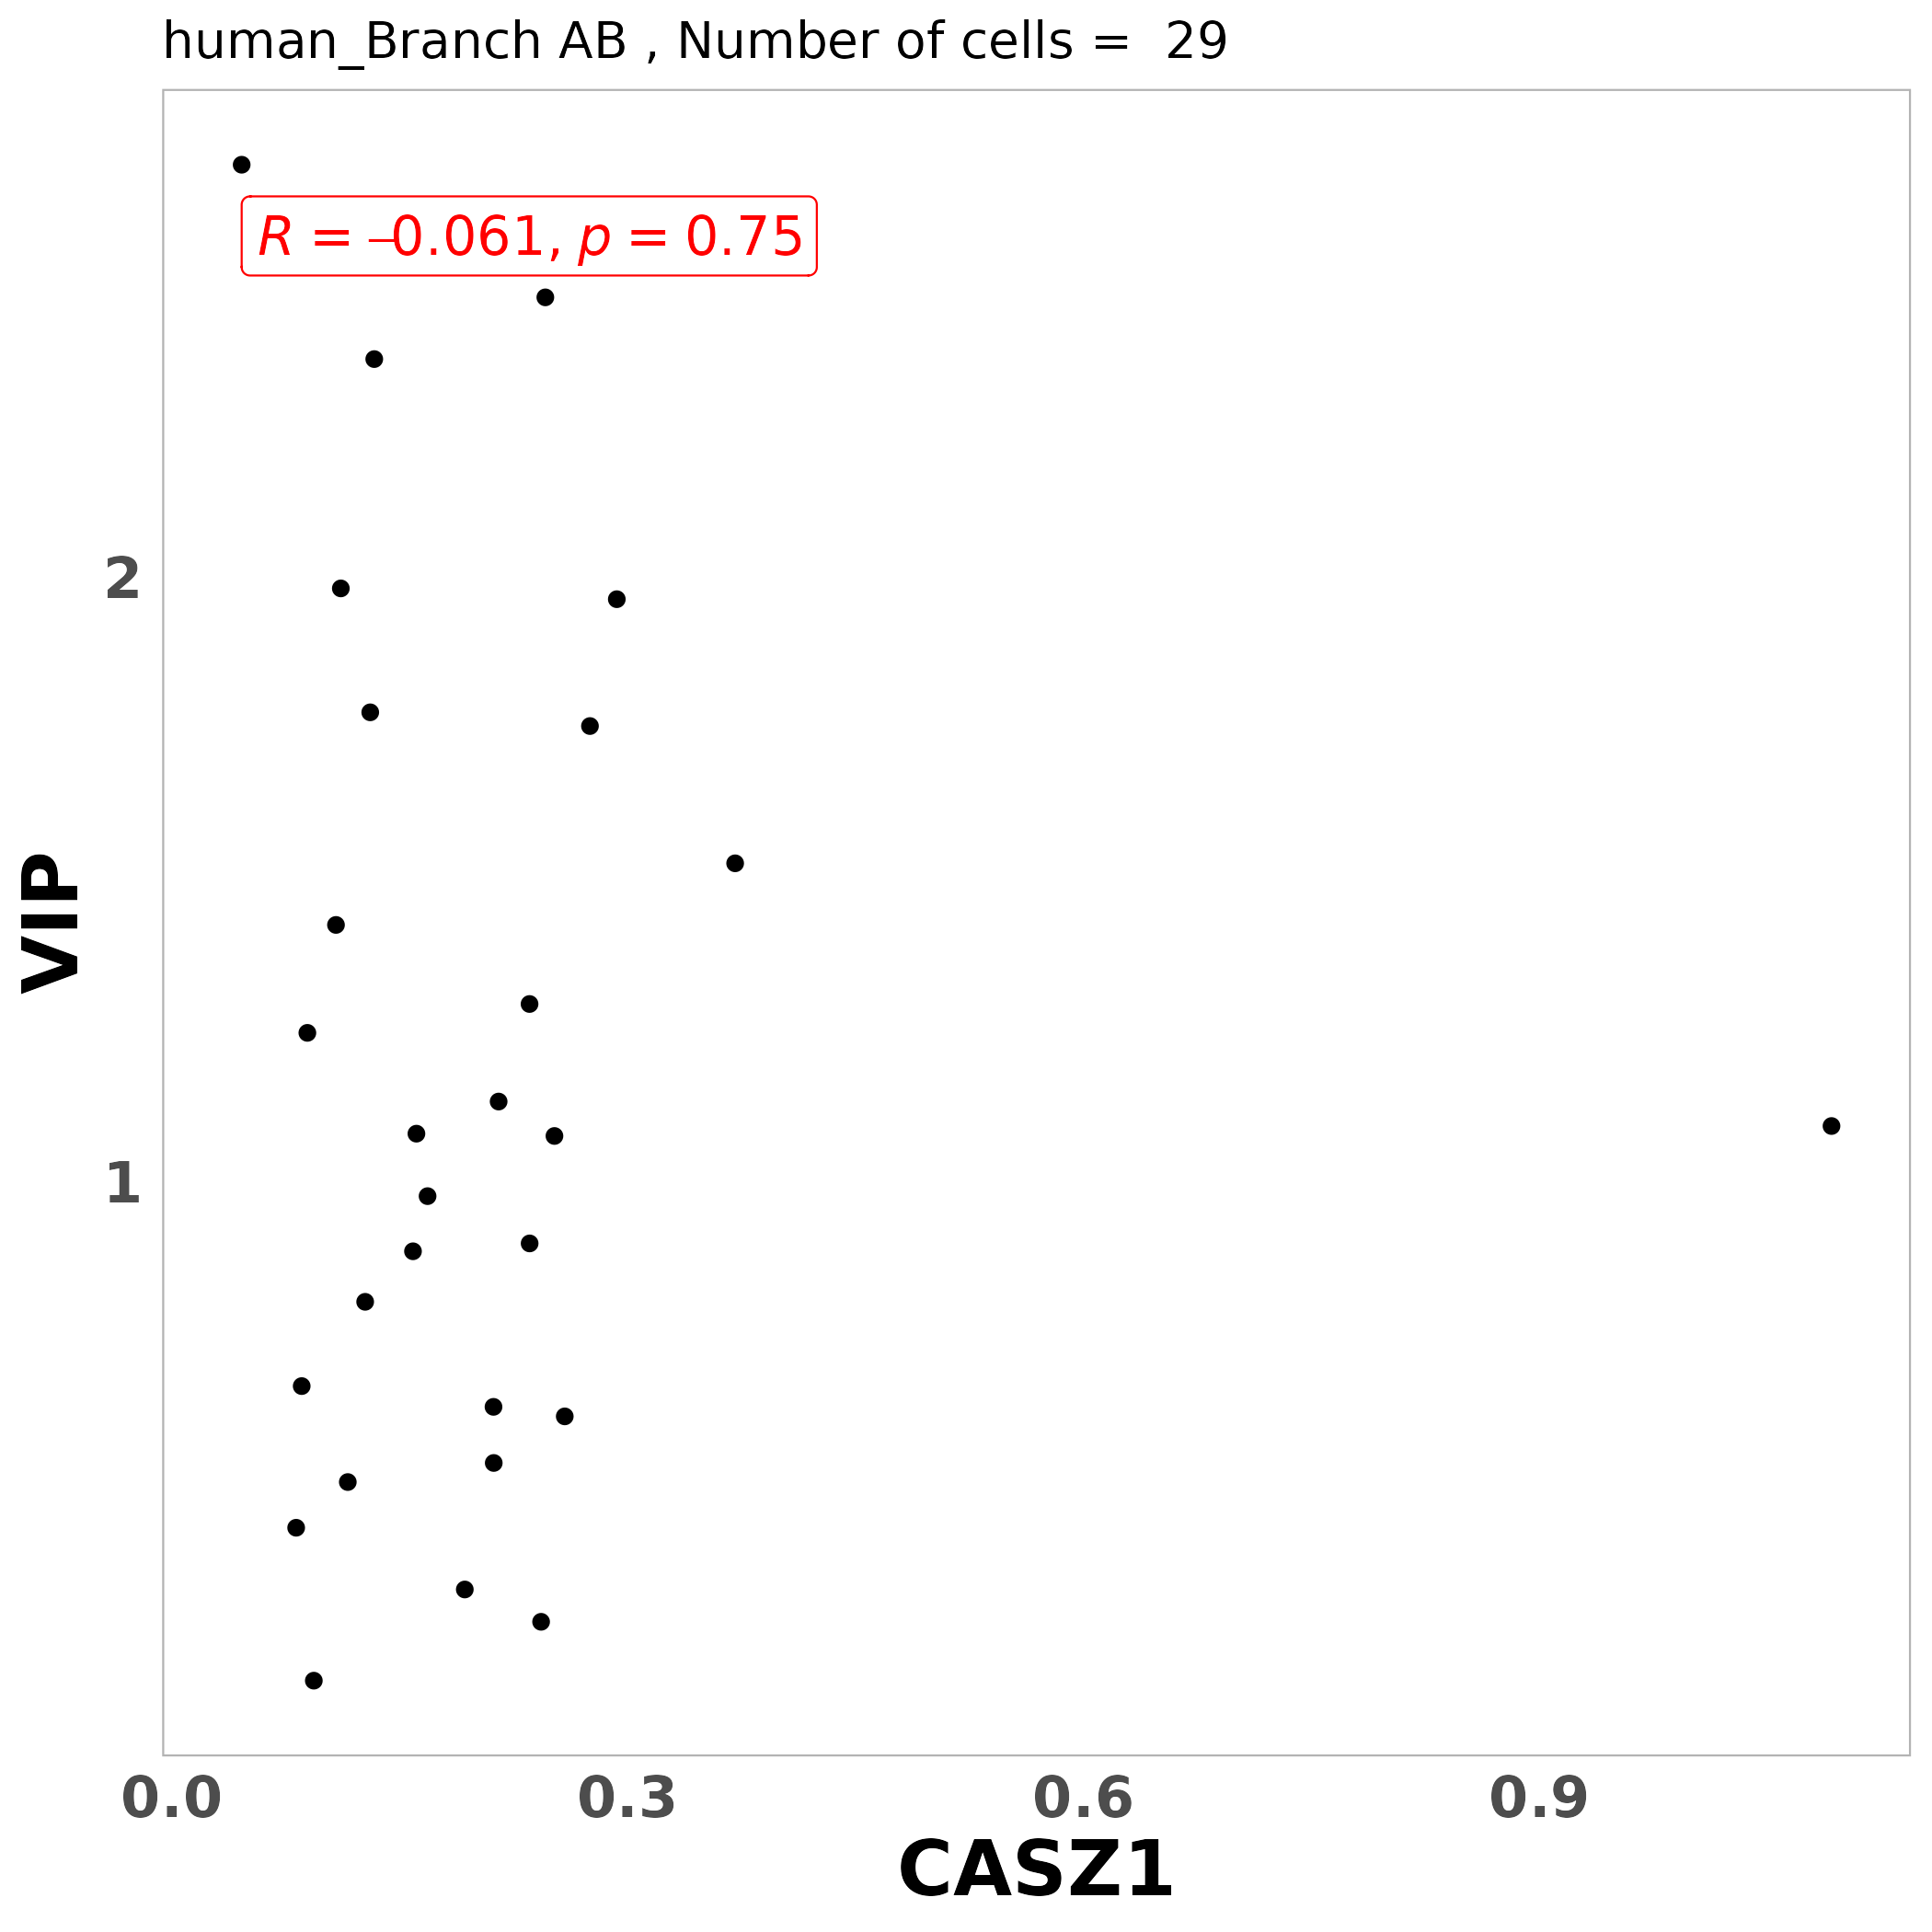 human_Branch AB , Number of cells =  29
R = –0.061, p = 0.75
2
VIP
1
0.0 0.3 0.6 0.9
CASZ1